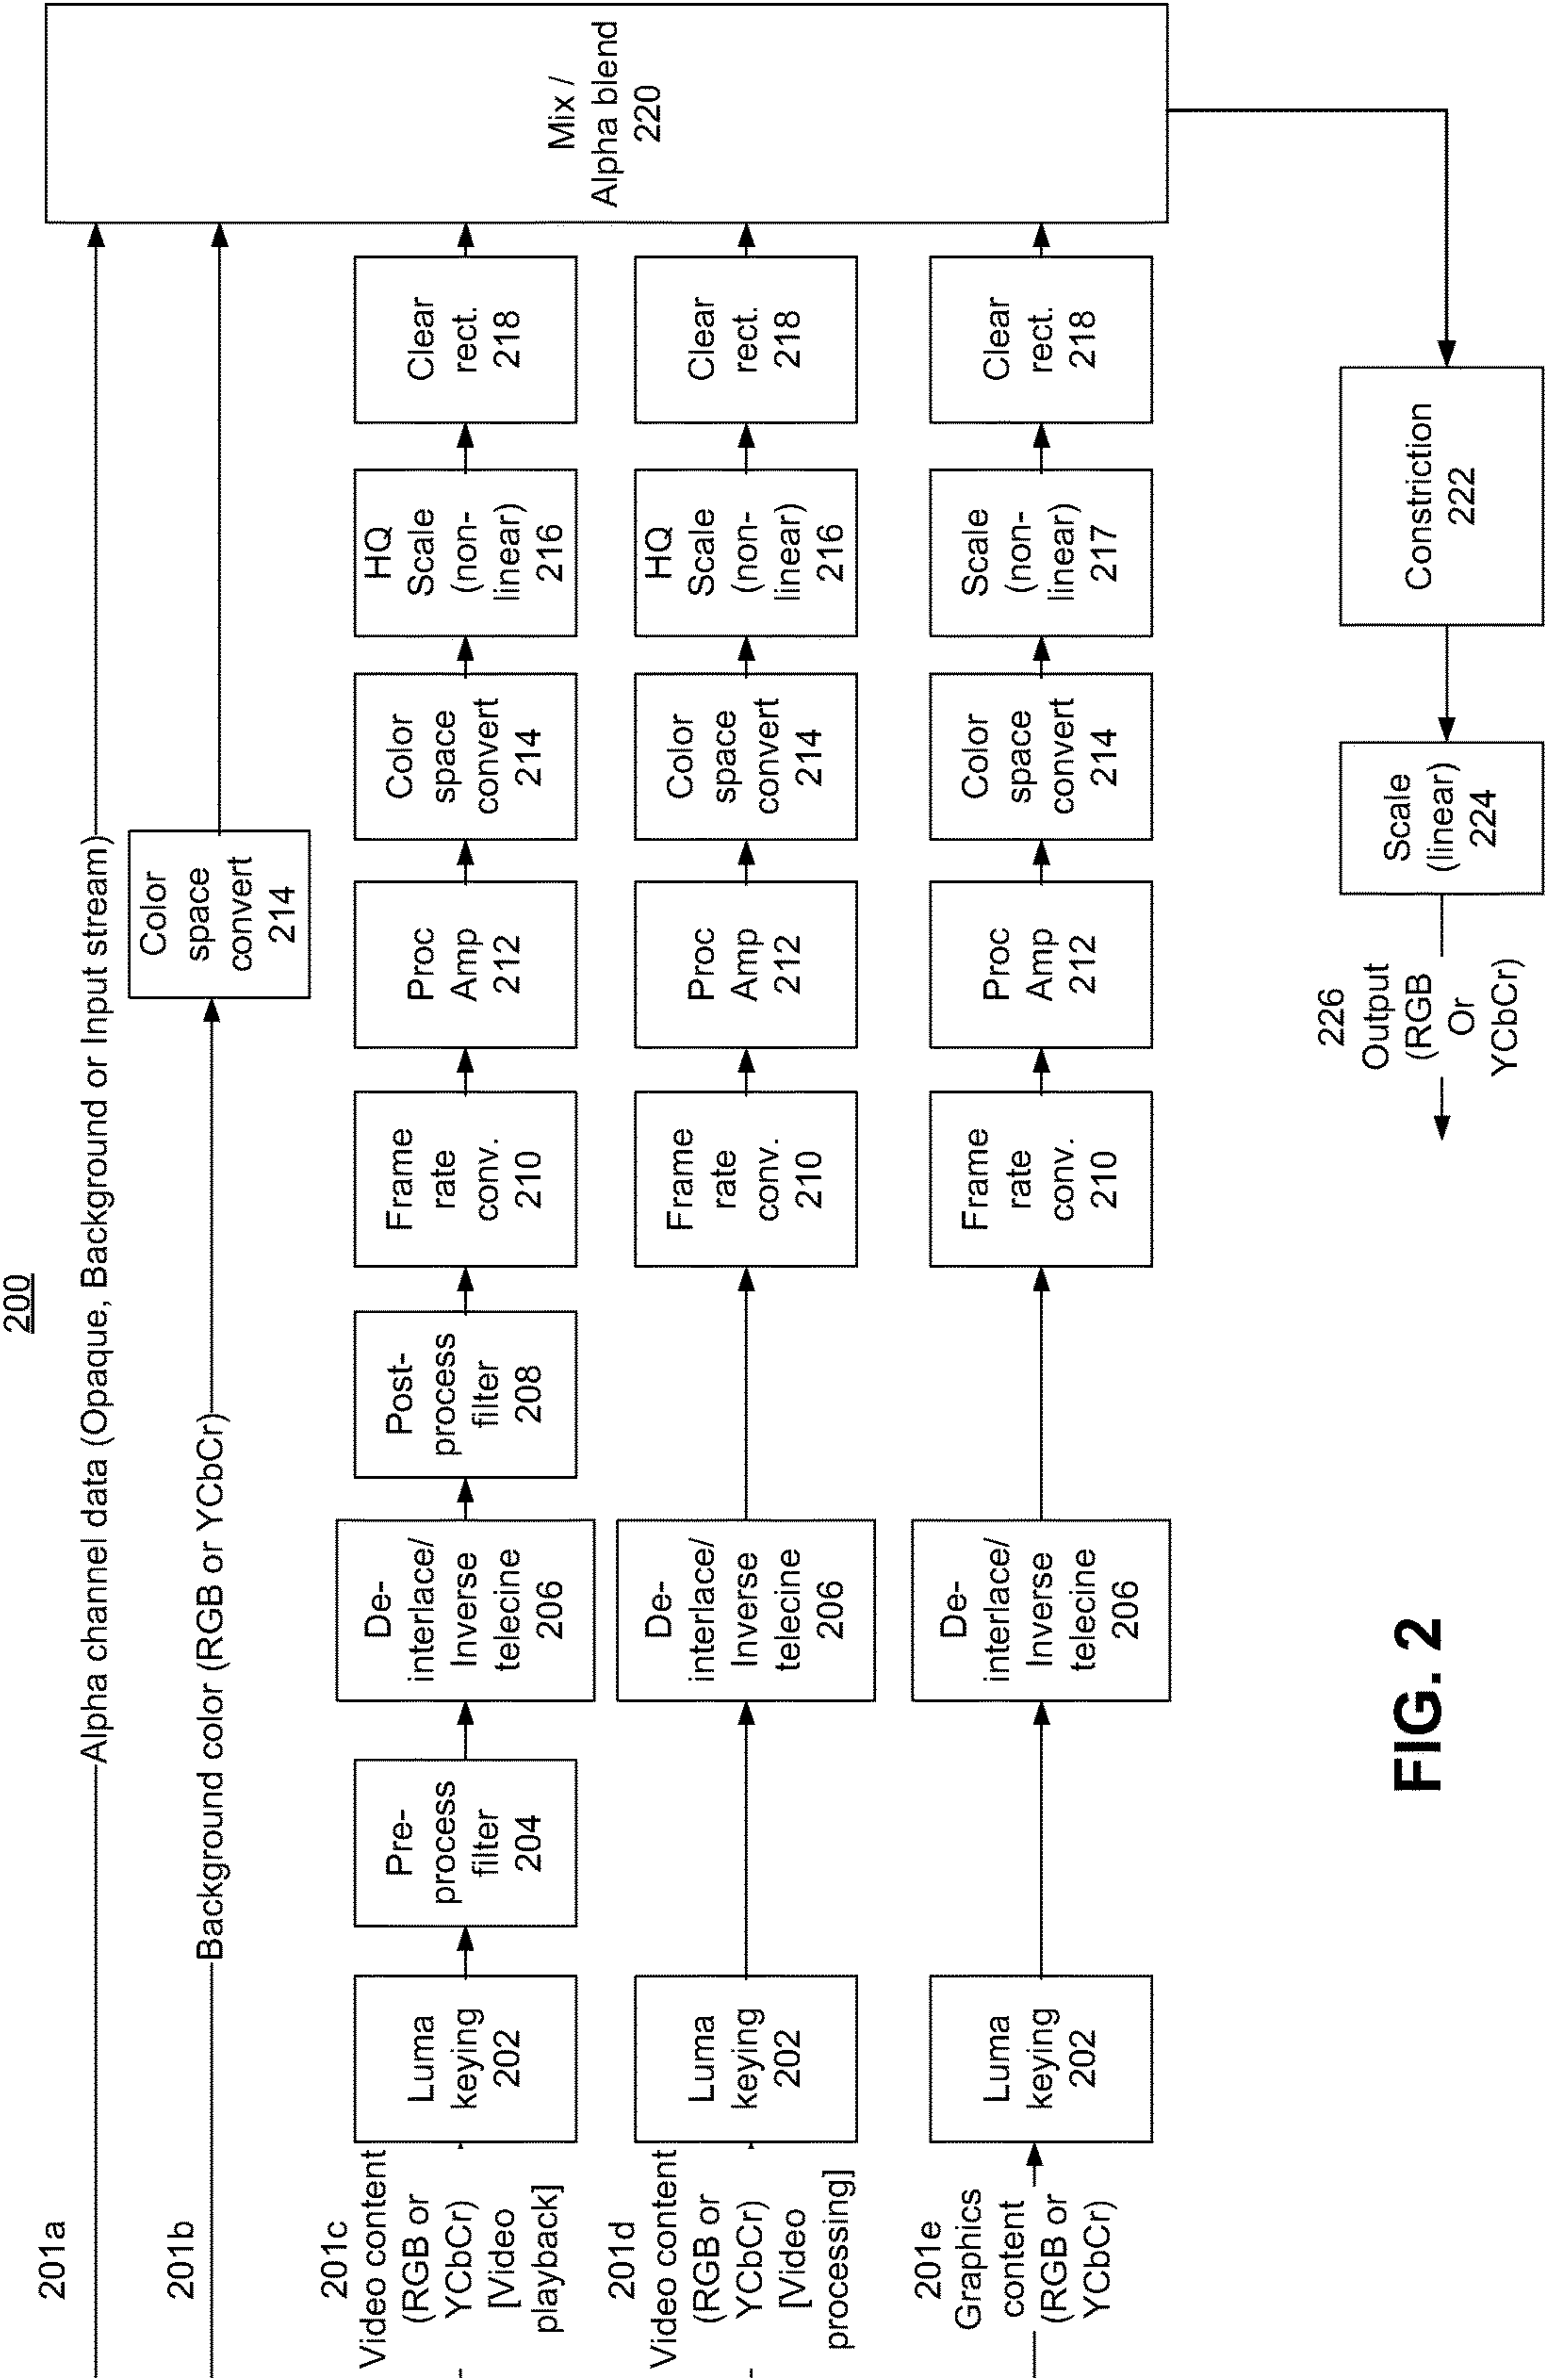 200
201a
Alpha channel data (Opaque, Background or Input stream)
201b
Background color (RGB or YCbCr)
Color
space
convert
214
201c
Video content
(RGB or
YCbCr)
[Video
playback]
Luma
keying
202
Pre-
process
filter
204
De-
interlace/
Inverse
telecine
206
Post-
process
filter
208
Frame
rate
conv.
210
Proc
Amp
212
Color
space
convert
214
HQ
Scale
(non-
linear)
216
Clear
rect.
218
201d
Video content
(RGB or
YCbCr)
[Video
processing]
Luma
keying
202
De-
interlace/
Inverse
telecine
206
Frame
rate
conv.
210
Proc
Amp
212
Color
space
convert
214
HQ
Scale
(non-
linear)
216
Clear
rect.
218
201e
Graphics
content
(RGB or
YCbCr)
Luma
keying
202
De-
interlace/
Inverse
telecine
206
Frame
rate
conv.
210
Proc
Amp
212
Color
space
convert
214
Scale
(non-
linear)
217
Clear
rect.
218
Mix /
Alpha blend
220
Constriction
222
Scale
(linear)
224
226
Output
(RGB
Or
YCbCr)
FIG. 2